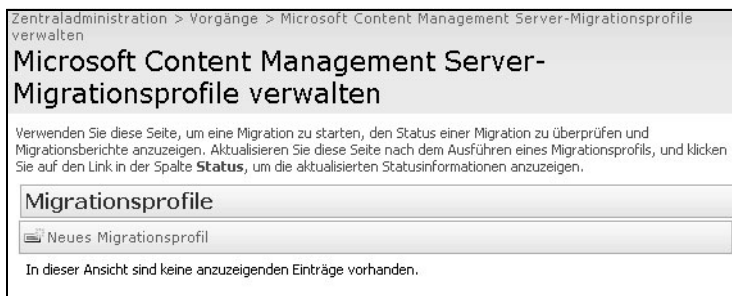 Zentraladministration > Vorgänge > Microsoft Content Management Server-Migrationsprofile
verwalten
Microsoft Content Management Server-
Migrationsprofile verwalten
Verwenden Sie diese Seite, um eine Migration zu starten, den Status einer Migration zu überprüfen und
Migrationsberichte anzuzeigen. Aktualisieren Sie diese Seite nach dem Ausführen eines Migrationsprofils, und klicken
Sie auf den Link in der Spalte Status, um die aktualisierten Statusinformationen anzuzeigen.
Migrationsprofile
Neues Migrationsprofil
In dieser Ansicht sind keine anzuzeigenden Einträge vorhanden.